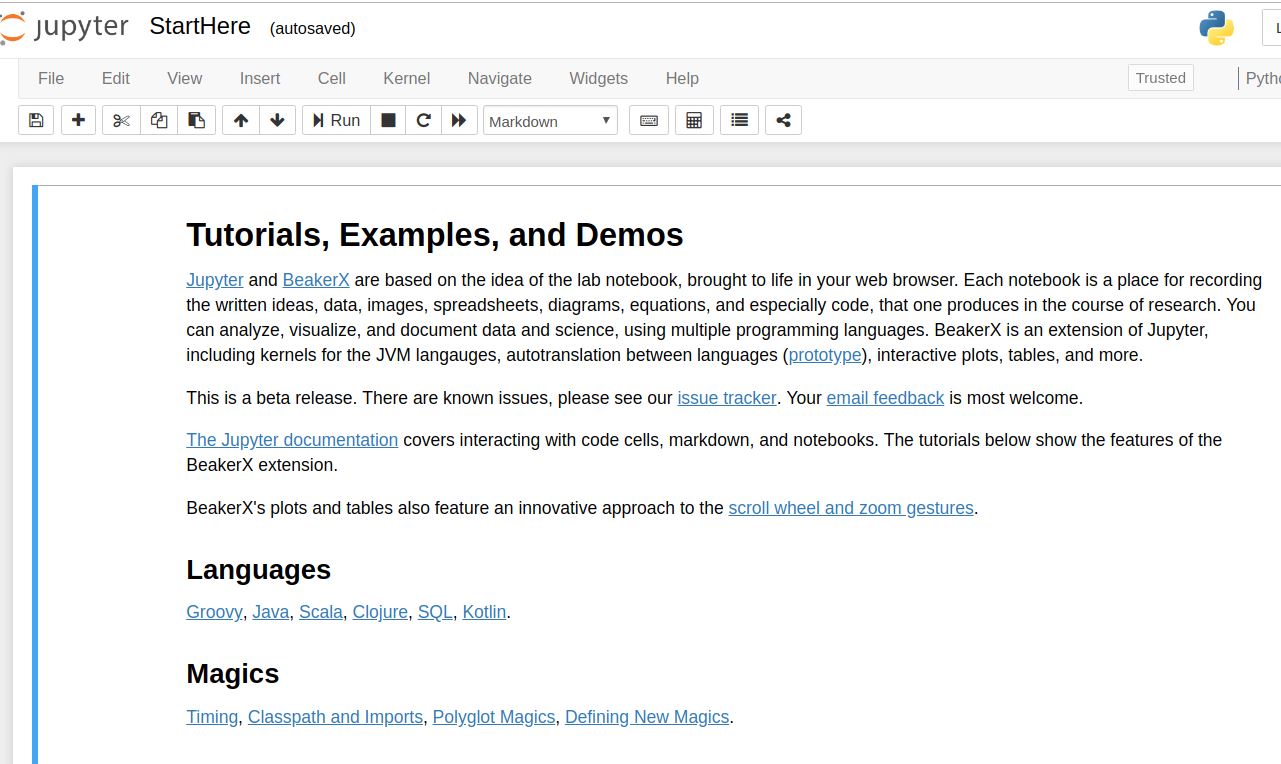 jupyter StartHere (autosaved)
File Edit View Insert Cell Kernel Navigate Widgets Help Trusted
Run Markdown
Tutorials, Examples, and Demos
Jupyter and BeakerX are based on the idea of the lab notebook, brought to life in your web browser. Each notebook is a place for recording
the written ideas, data, images, spreadsheets, diagrams, equations, and especially code, that one produces in the course of research. You
can analyze, visualize, and document data and science, using multiple programming languages. BeakerX is an extension of Jupyter,
including kernels for the JVM langauges, autotranslation between languages (prototype), interactive plots, tables, and more.
This is a beta release. There are known issues, please see our issue tracker. Your email feedback is most welcome.
The Jupyter documentation covers interacting with code cells, markdown, and notebooks. The tutorials below show the features of the
BeakerX extension.
BeakerX's plots and tables also feature an innovative approach to the scroll wheel and zoom gestures.
Languages
Groovy, Java, Scala, Clojure, SQL, Kotlin.
Magics
Timing, Classpath and Imports, Polyglot Magics, Defining New Magics.